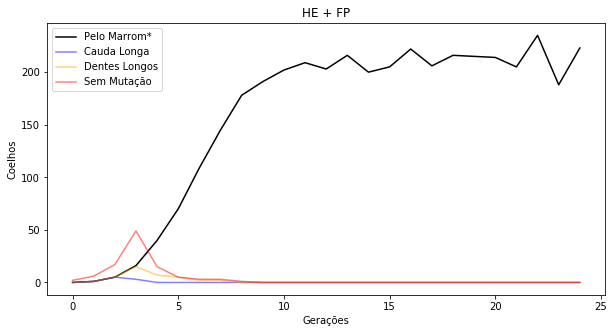 HE + FP
Pelo Marrom*
Cauda Longa
Dentes Longos
Sem Mutação
Coelhos
200
150
100
50
0
0
5
10
15
20
25
Gerações